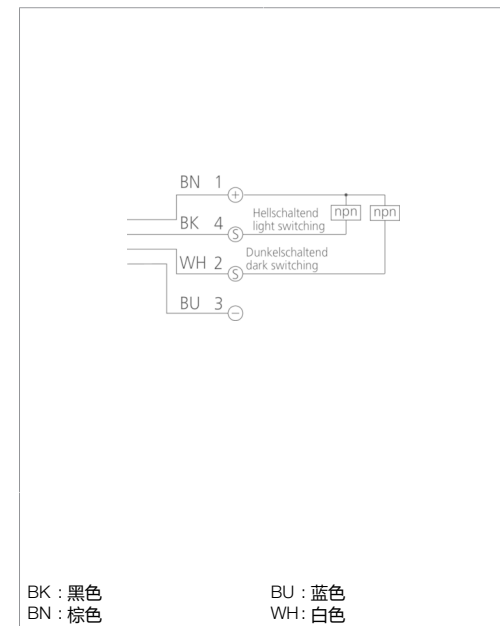 BN 1 +
Hellschaltend npn npn
BK 4 S light switching
Dunkelschaltend
WH 2 S dark switching
BU 3 −
BK : 黑色 BU : 蓝色
BN : 棕色 WH : 白色